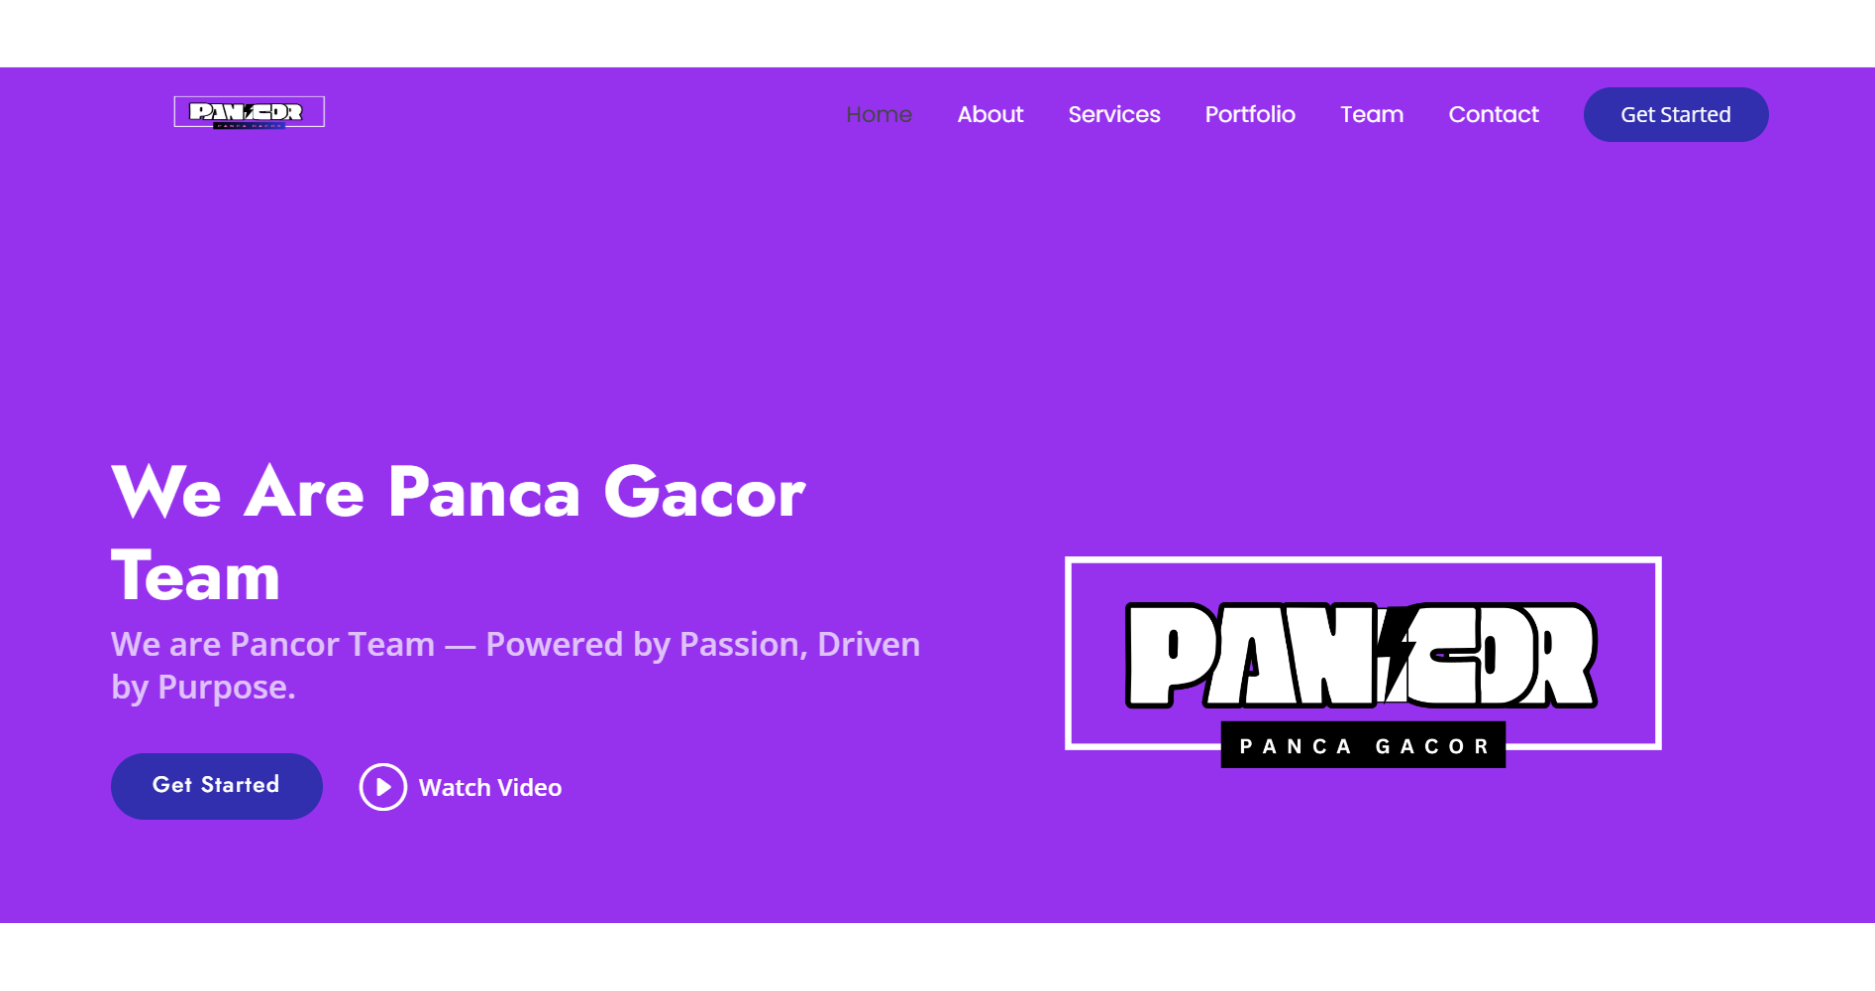 PANCOR
PANCA GACOR
Home About Services Portfolio Team Contact Get Started
We Are Panca Gacor
Team
We are Pancor Team — Powered by Passion, Driven
by Purpose.
Get Started Watch Video
PANCOR
PANCA GACOR